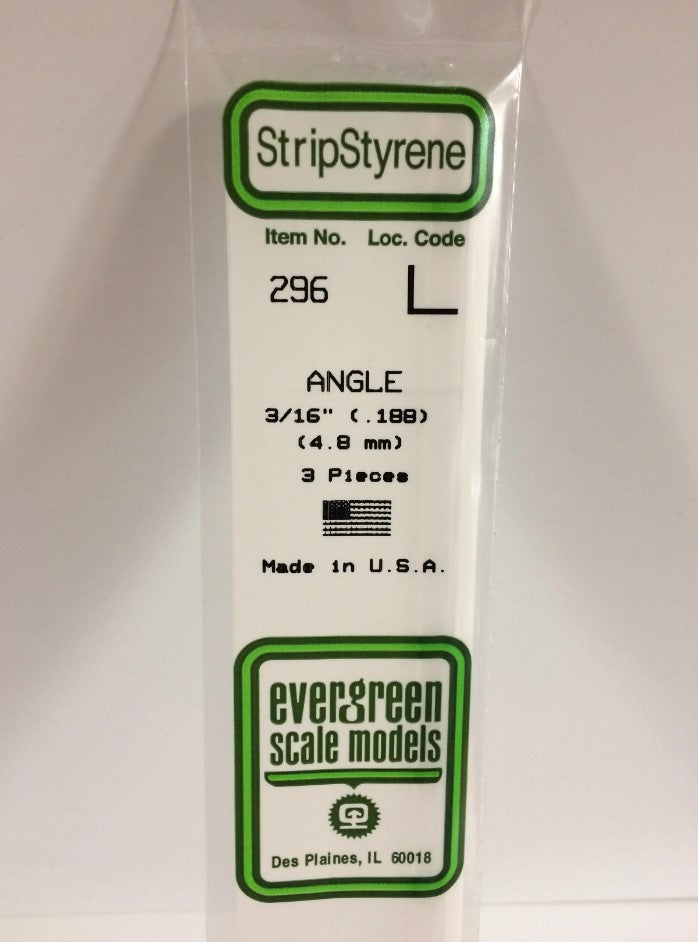 StripStyrene
Item No. Loc. Code
296 L
ANGLE
3/16" (.188)
(4.8 mm)
3 Pieces
Made in U.S.A.
evergreen
scale models
Des Plaines, IL 60018